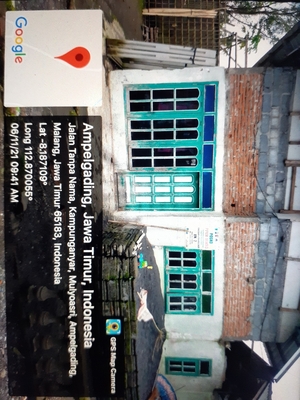 Google
Ampelgading, Jawa Timur, Indonesia
Jalan.Tanpa Nama, Kampunganyar, Mulyoasri, Ampelgading,
Malang, Jawa Timur 65183, Indonesia
Lat -8.187109°
Long 112.870055°
06/11/21 09:41 AM
GPS Map Camera